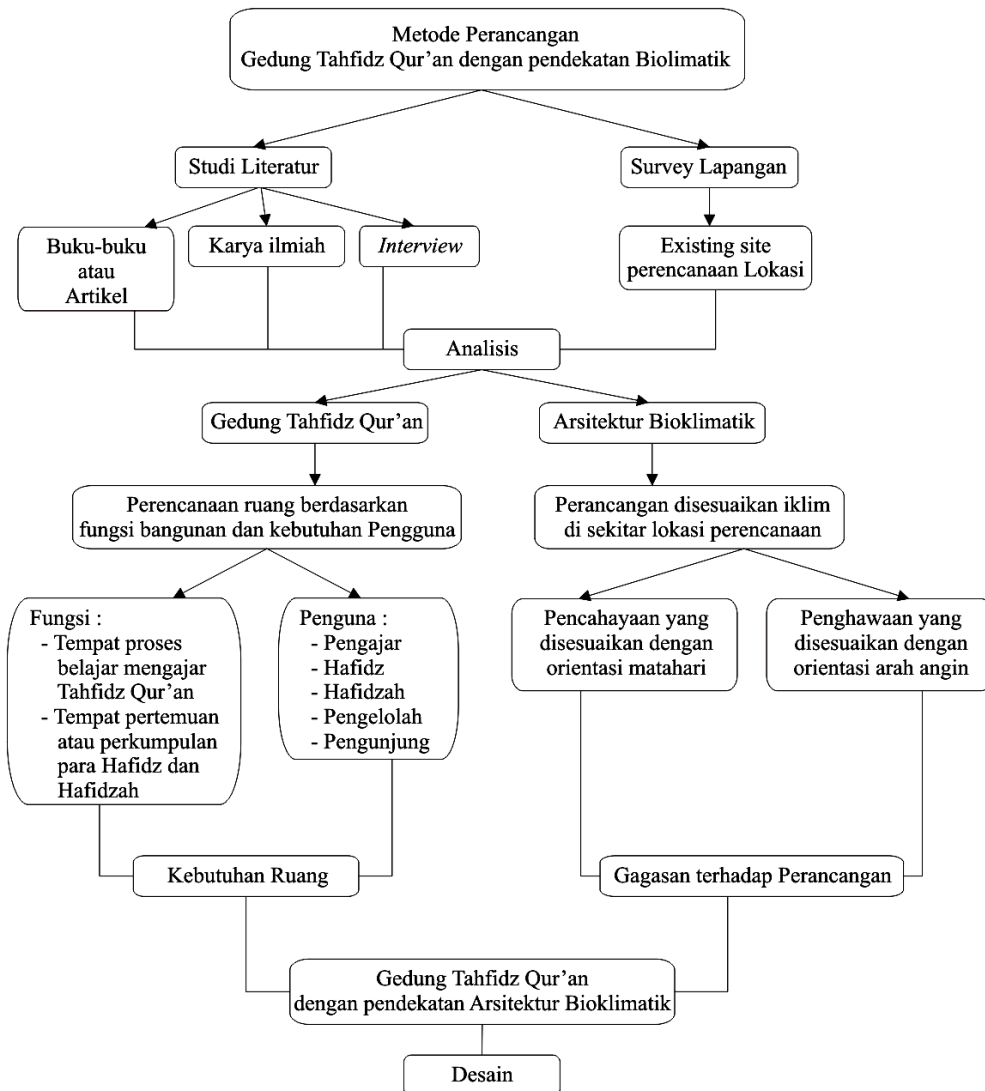 Metode Perancangan
Gedung Tahfidz Qur'an dengan pendekatan Biolimatik
Studi Literatur
Survey Lapangan
Buku-buku
atau
Artikel
Karya ilmiah
Interview
Existing site
perencanaan Lokasi
Analisis
Gedung Tahfidz Qur'an
Arsitektur Bioklimatik
Perencanaan ruang berdasarkan
fungsi bangunan dan kebutuhan Pengguna
Perancangan disesuaikan iklim
di sekitar lokasi perencanaan
Fungsi :
- Tempat proses
belajar mengajar
Tahfidz Qur'an
- Tempat pertemuan
atau perkumpulan
para Hafidz dan
Hafidzah
Penguna :
- Pengajar
- Hafidz
- Hafidzah
- Pengelolah
- Pengunjung
Pencahayaan yang
disesuaikan dengan
orientasi matahari
Penghawaan yang
disesuaikan dengan
orientasi arah angin
Kebutuhan Ruang
Gagasan terhadap Perancangan
Gedung Tahfidz Qur'an
dengan pendekatan Arsitektur Bioklimatik
Desain